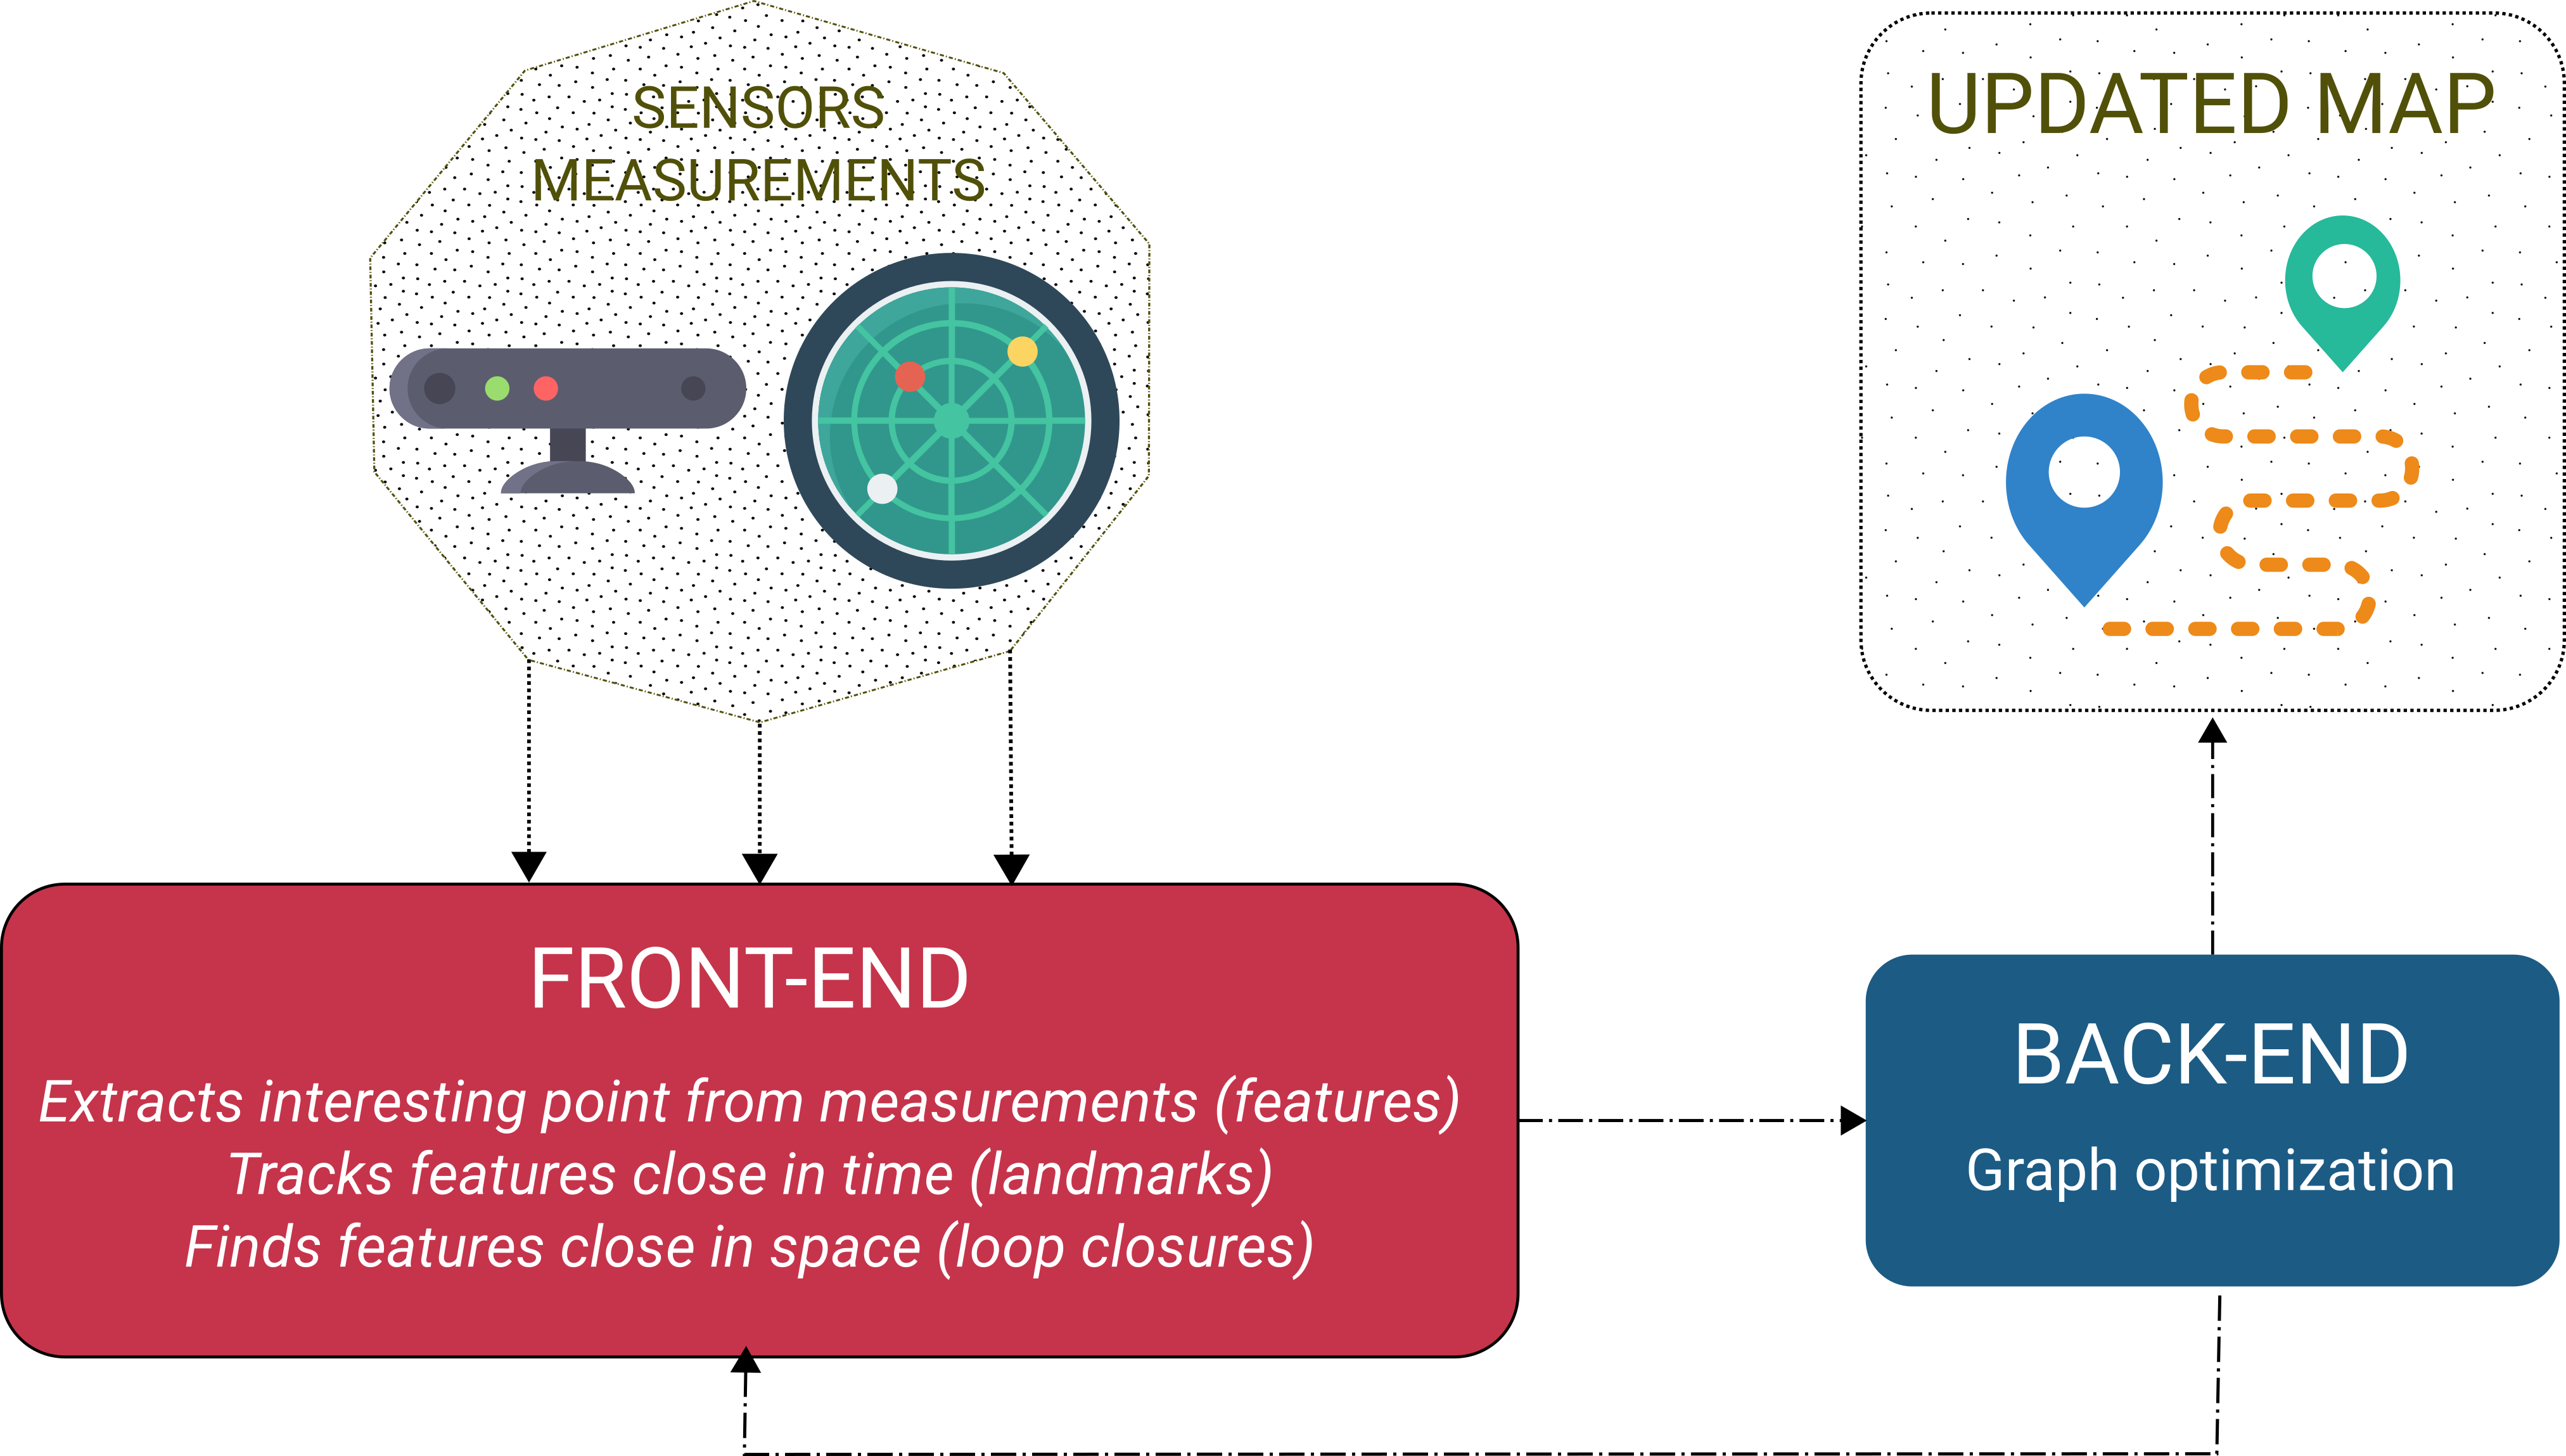 SENSORS
MEASUREMENTS
UPDATED MAP
FRONT-END
Extracts interesting point from measurements (features)
Tracks features close in time (landmarks)
Finds features close in space (loop closures)
BACK-END
Graph optimization